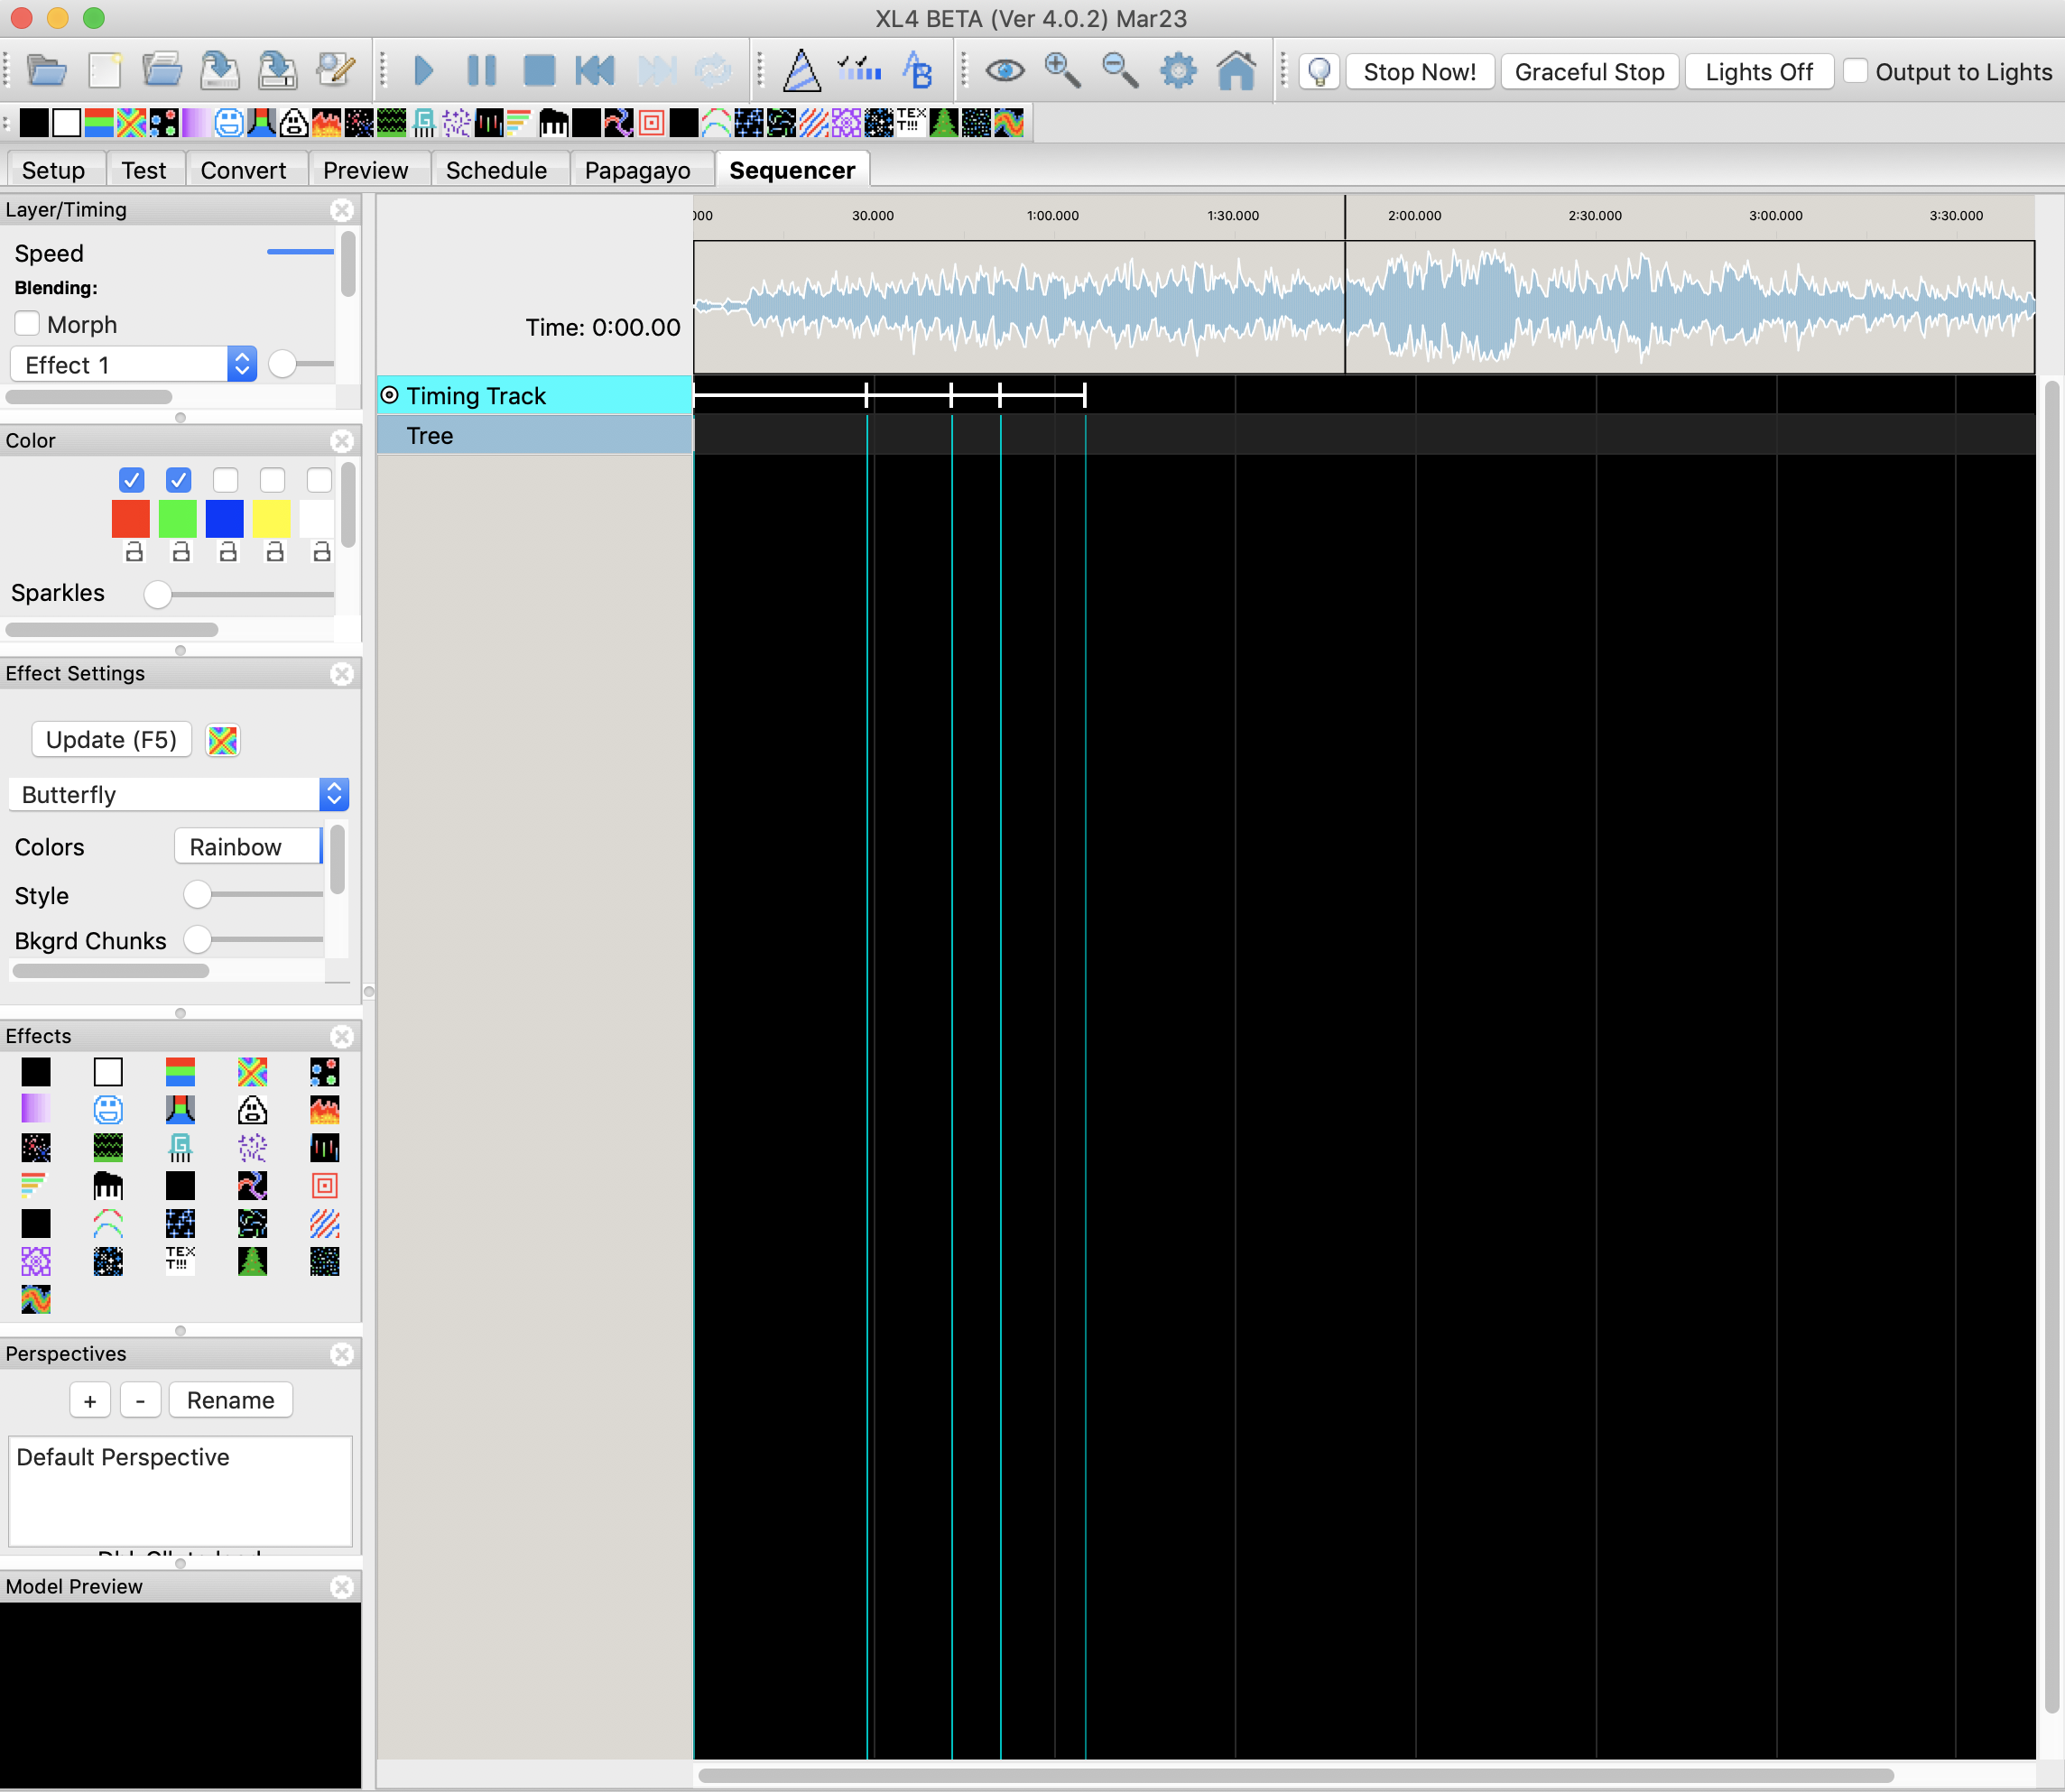 XL4 BETA (Ver 4.0.2) Mar23
Stop Now! Graceful Stop Lights Off Output to Lights
TEX
T!!!
Setup Test Convert Preview Schedule Papagayo Sequencer
Layer/Timing
Speed
Blending:
Morph
Effect 1
Color
Sparkles
Effect Settings
Update (F5)
Butterfly
Colors Rainbow
Style
Bkgrd Chunks
Effects
TEX
T!!!
Perspectives
+ - Rename
Default Perspective
Model Preview
000 30.000 1:00.000 1:30.000 2:00.000 2:30.000 3:00.000 3:30.000
Time: 0:00.00
Timing Track
Tree